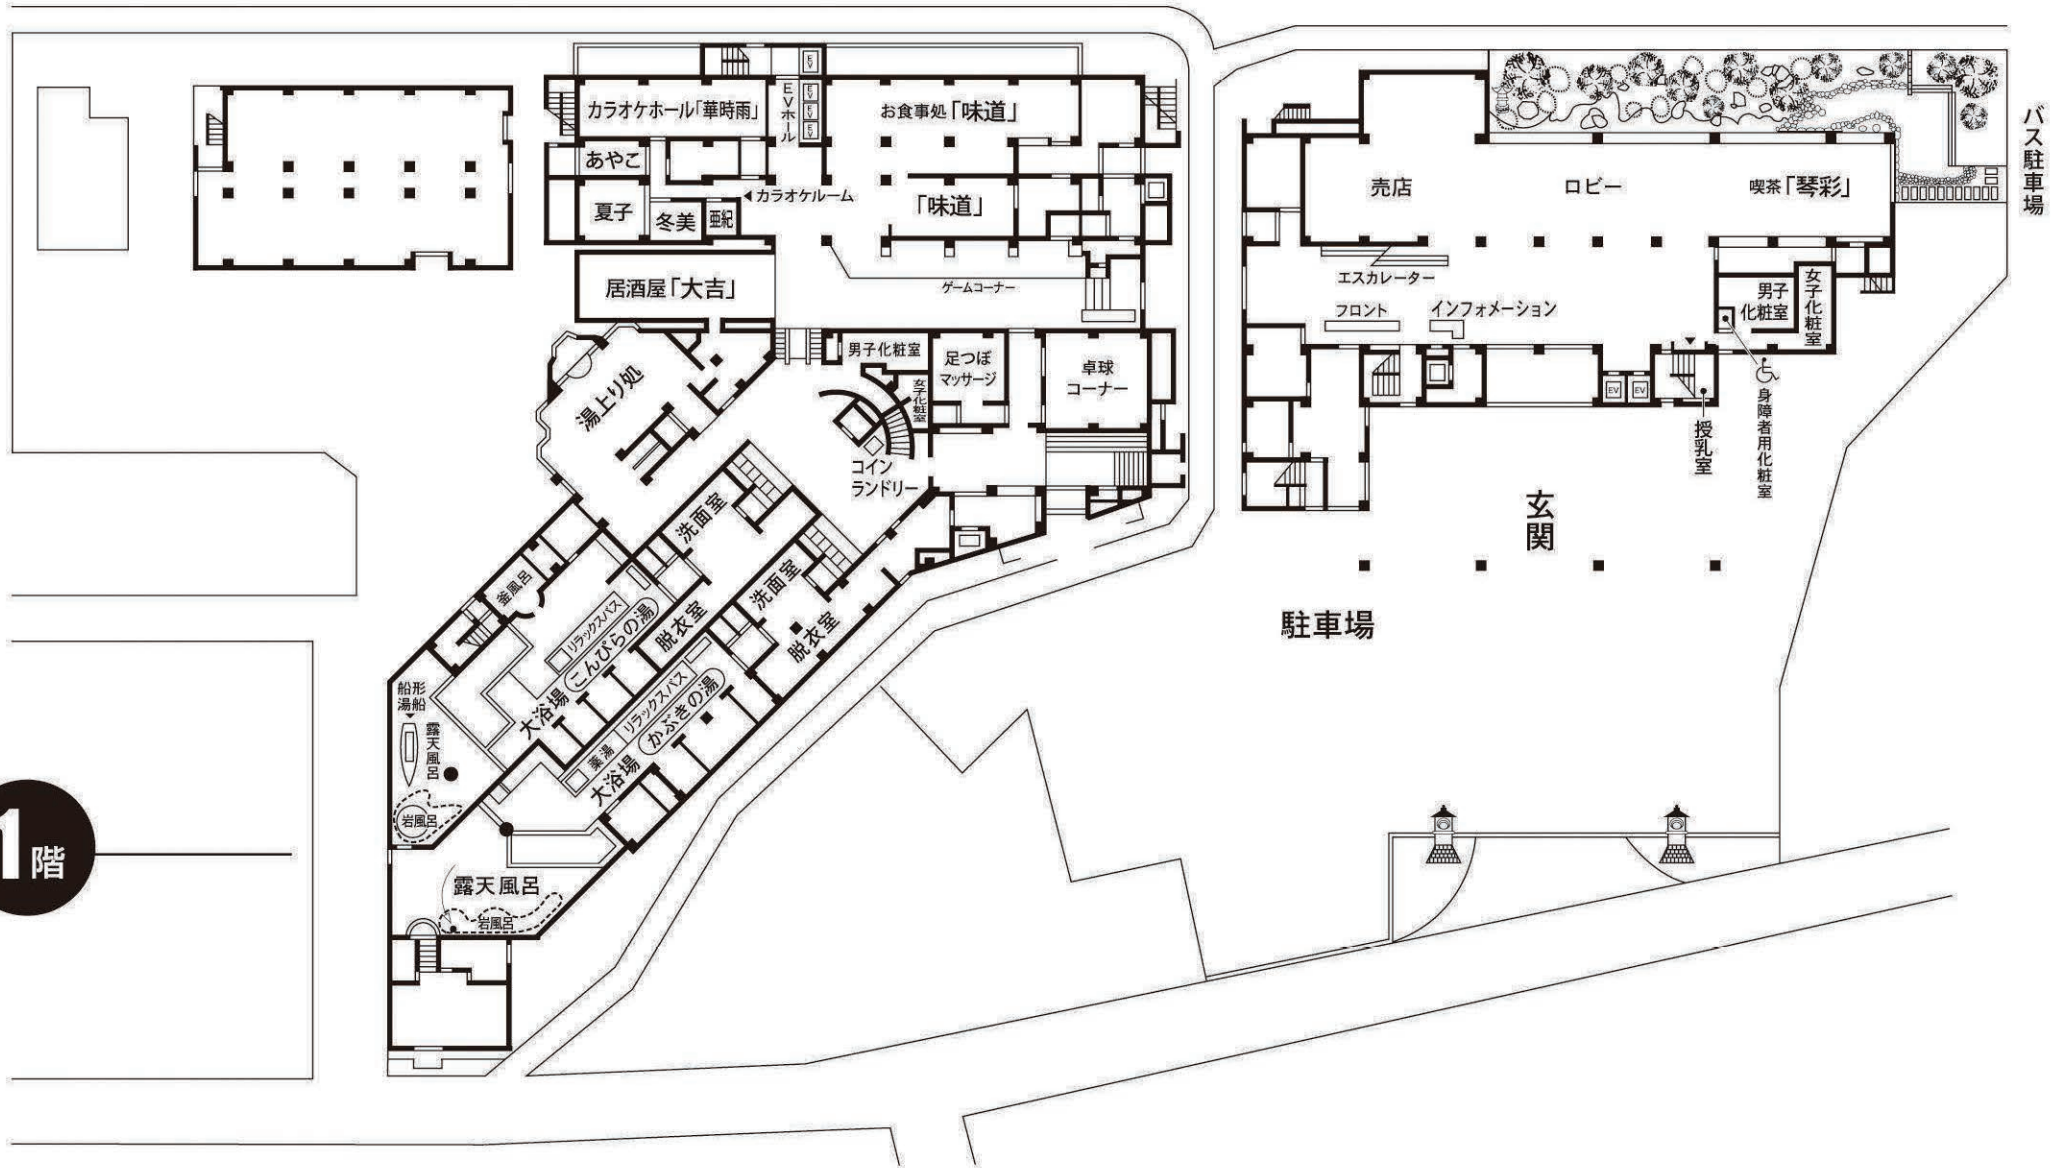 カラオケホール「華時雨」
EVホール
EV
EV
EV
EV
お食事処「味道」
あやこ
夏子
冬美
亜紀
◀カラオケルーム
「味道」
居酒屋「大吉」
ゲームコーナー
湯上り処
男子化粧室
女子化粧室
足つぼ
マッサージ
卓球
コーナー
コイン
ランドリー
洗面室
洗面室
脱衣室
脱衣室
釜風呂
リラックスバス
こんぴらの湯
大浴場
リラックスバス
かぶきの湯
薬湯
大浴場
船形
湯船
露天風呂
岩風呂
露天風呂
岩風呂
1階
売店
ロビー
喫茶「琴彩」
エスカレーター
フロント
インフォメーション
男子
化粧室
女子化粧室
EV
EV
授乳室
身障者用化粧室
玄関
駐車場
バス駐車場